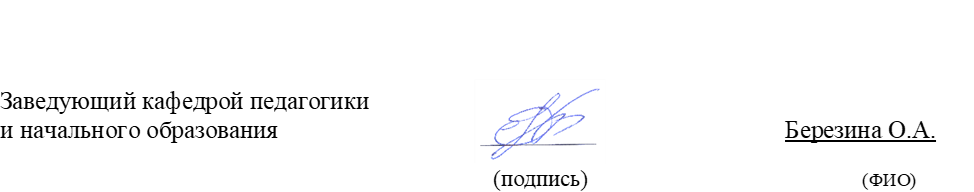 Заведующий кафедрой педагогики
и начального образования Березина О.А.
(подпись) (ФИО)